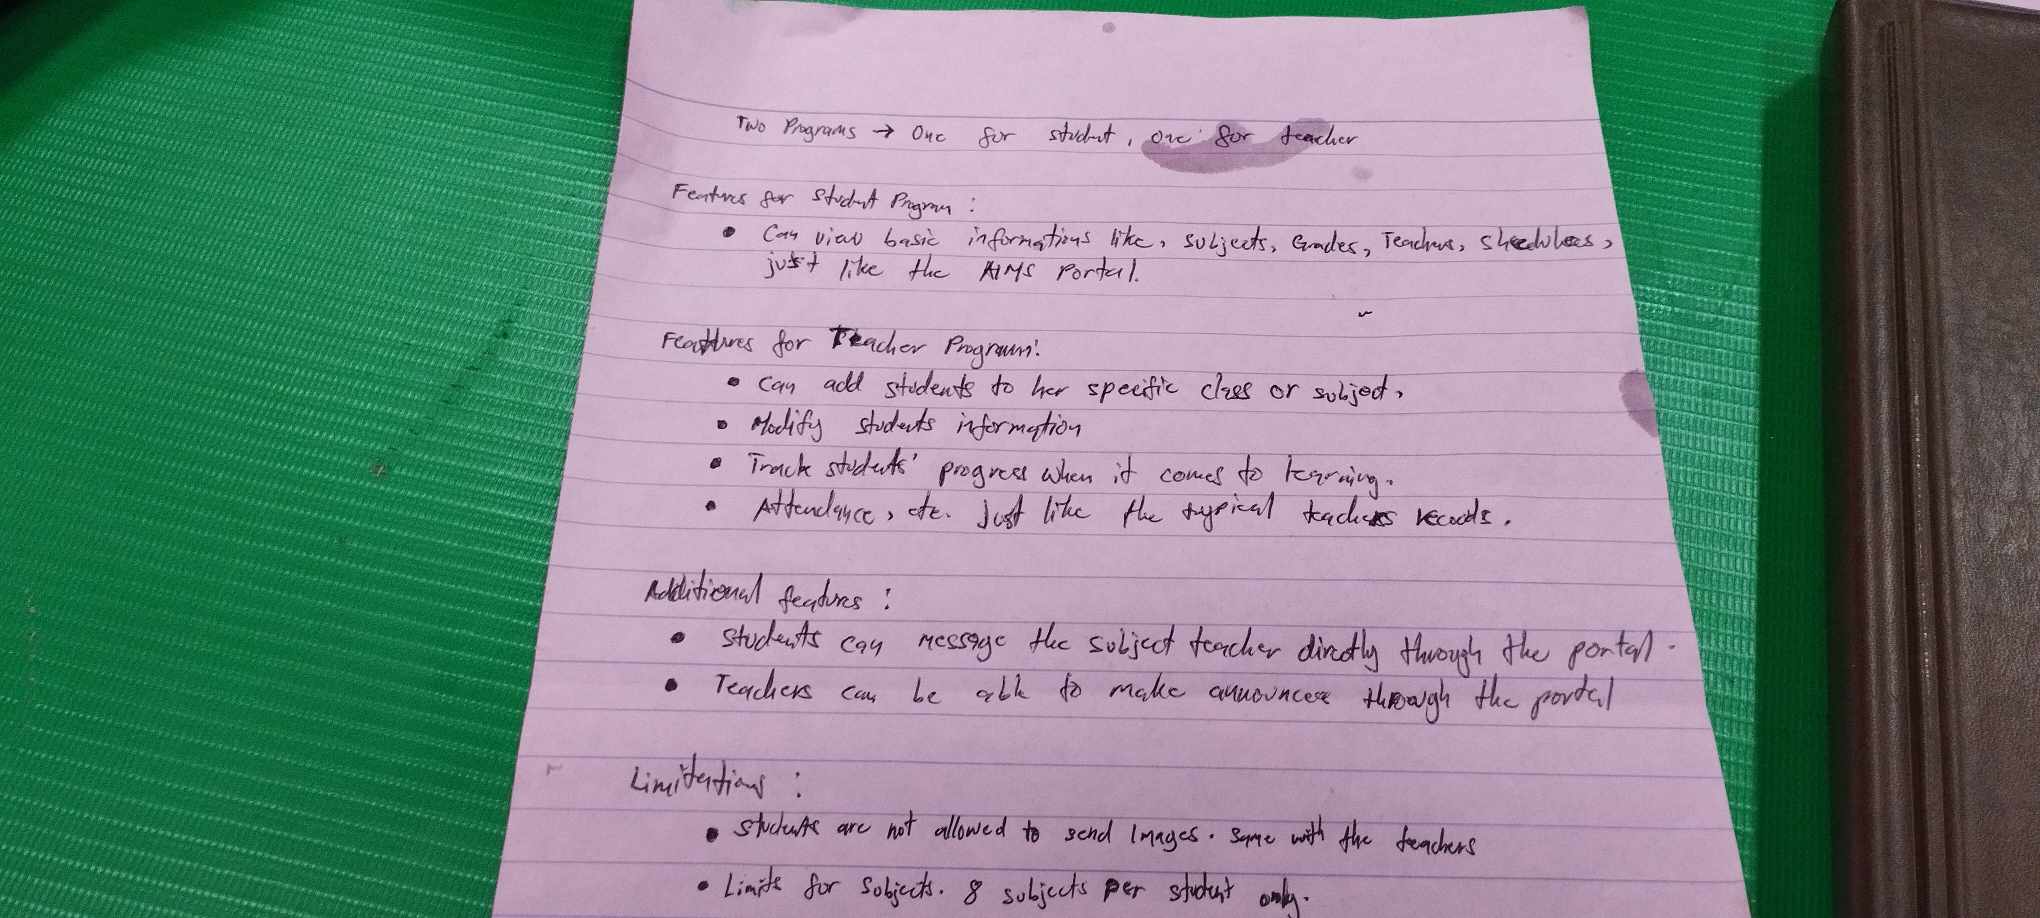 Two Programs → One for student, one for teacher
Features for Student Program:
• Can view basic informations like, subjects, Grades, Teachers, Shcedules,
just like the AIMS Portal.
Features for Teacher Program:
• Can add students to her specific class or subject.
• Modify students information
• Track students' progress when it comes to learning.
• Attendance, etc. Just like the typical teachers records.
Additional features:
• Students can message the subject teacher directly through the portal.
• Teachers can be able to make announcee through the portal
Limitations:
• Students are not allowed to send Images. Same with the teachers
• Limits for Subjects. 8 subjects per student only.